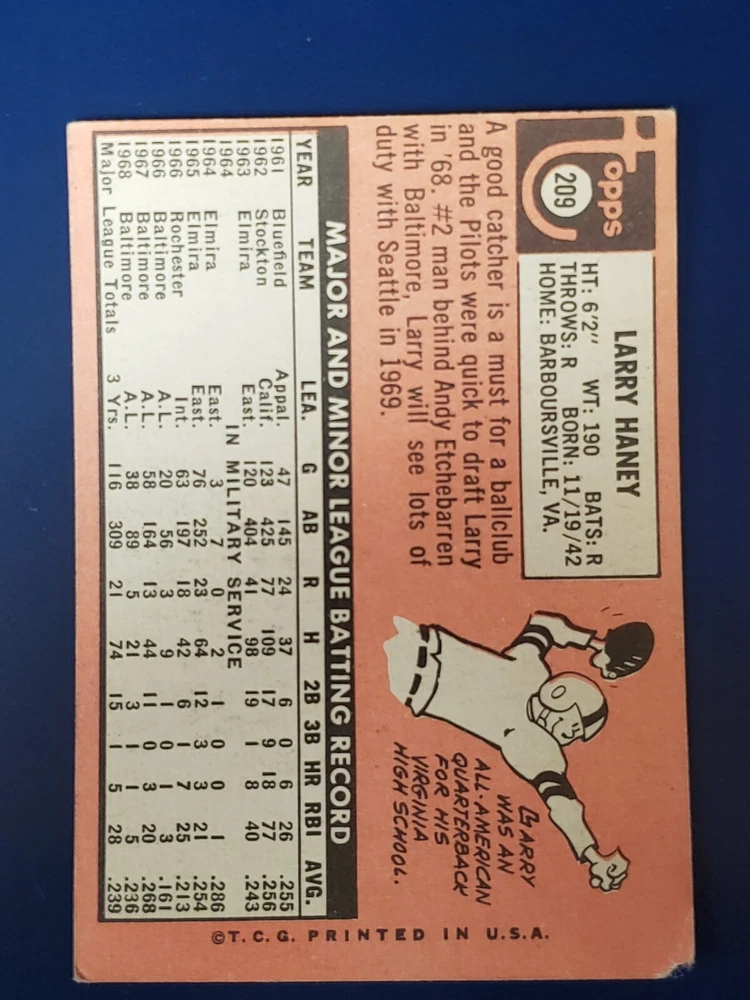 Topps
209
LARRY HANEY
HT: 6'2" WT: 190 BATS: R
THROWS: R BORN: 11/19/42
HOME: BARBOURSVILLE, VA.
A good catcher is a must for a ballclub
and the Pilots were quick to draft Larry
in '68. #2 man behind Andy Etchebarren
with Baltimore, Larry will see lots of
duty with Seattle in 1969.
LARRY
WAS AN
ALL-AMERICAN
QUARTERBACK
FOR HIS
VIRGINIA
HIGH SCHOOL.
MAJOR AND MINOR LEAGUE BATTING RECORD
YEAR TEAM LEA. G AB R H 2B 3B HR RBI AVG.
1961 Bluefield Appal. 47 145 24 37 6 0 6 26 .255
1962 Stockton Calif. 123 425 77 109 17 9 18 77 .256
1963 Elmira East. 120 404 41 98 19 1 8 40 .243
1964 IN MILITARY SERVICE
1964 Elmira East. 3 7 0 2 1 0 0 1 .286
1965 Elmira East. 76 252 23 64 12 3 3 21 .254
1966 Rochester Int. 63 197 18 42 6 1 7 25 .213
1966 Baltimore A.L. 20 56 3 9 1 0 1 3 .161
1967 Baltimore A.L. 58 164 13 44 11 0 3 20 .268
1968 Baltimore A.L. 38 89 5 21 3 1 1 5 .236
Major League Totals 3 Yrs. 116 309 21 74 15 1 5 28 .239
©T.C.G. PRINTED IN U.S.A.